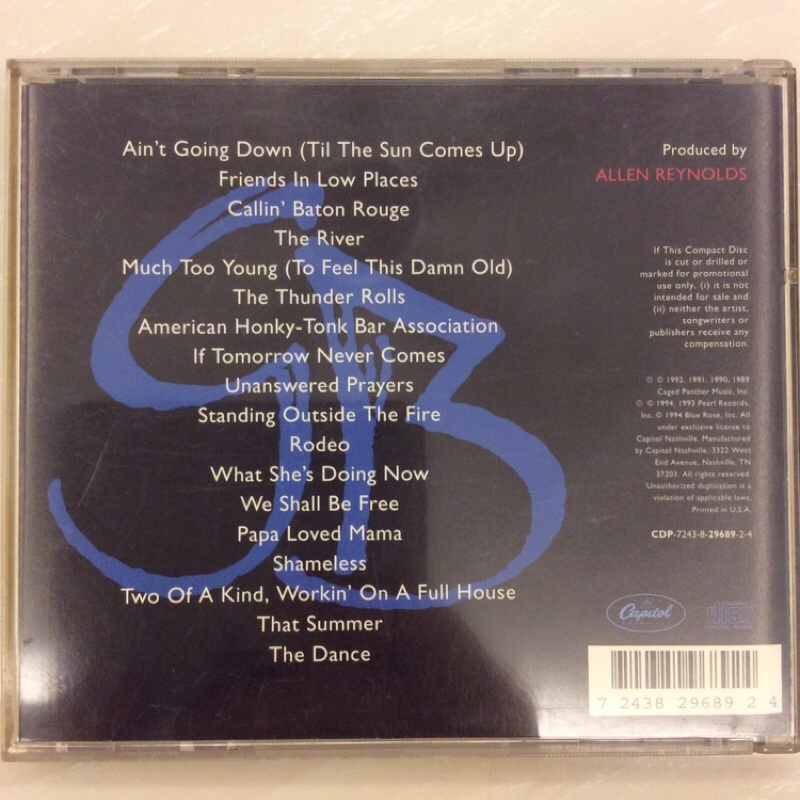 Ain't Going Down (Til The Sun Comes Up)
Friends In Low Places
Callin' Baton Rouge
The River
Much Too Young (To Feel This Damn Old)
The Thunder Rolls
American Honky-Tonk Bar Association
If Tomorrow Never Comes
Unanswered Prayers
Standing Outside The Fire
Rodeo
What She's Doing Now
We Shall Be Free
Papa Loved Mama
Shameless
Two Of A Kind, Workin' On A Full House
That Summer
The Dance
GB
Produced by
ALLEN REYNOLDS
If This Compact Disc
is cut or drilled or
marked for promotional
use only, (i) it is not
intended for sale and
(ii) neither the artist,
songwriters or
publishers receive any
compensation.
℗ © 1992, 1991, 1990, 1989
Caged Panther Music, Inc.
℗ © 1994, 1993 Pearl Records,
Inc. © 1994 Blue Rose, Inc. All
under exclusive license to
Capitol Nashville. Manufactured
by Capitol Nashville. 3322 West
End Avenue, Nashville, TN
37203. All rights reserved.
Unauthorized duplication is a
violation of applicable laws.
Printed in U.S.A.
CDP-7243-8-29689-2-4
Capitol
disc
7 2438 29689 2 4